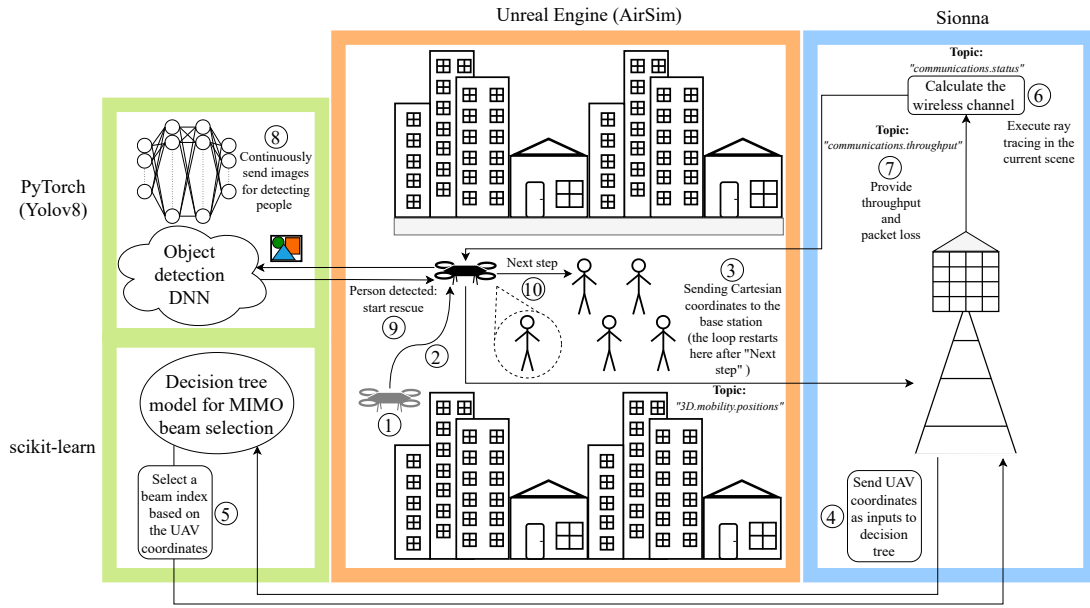 Unreal Engine (AirSim)
Sionna
Topic:
"communications.status"
Calculate the
wireless channel
6
Execute ray
tracing in the
current scene
Topic:
"communications.throughput"
7
Provide
throughput
and
packet loss
PyTorch
(Yolov8)
8
Continuously
send images
for detecting
people
Object
detection
DNN
Person detected:
start rescue
9
2
1
Next step
10
3
Sending Cartesian
coordinates to the
base station
(the loop restarts
here after "Next
step" )
Topic:
"3D.mobility.positions"
scikit-learn
Decision tree
model for MIMO
beam selection
Select a
beam index
based on
the UAV
coordinates
5
4
Send UAV
coordinates
as inputs to
decision
tree